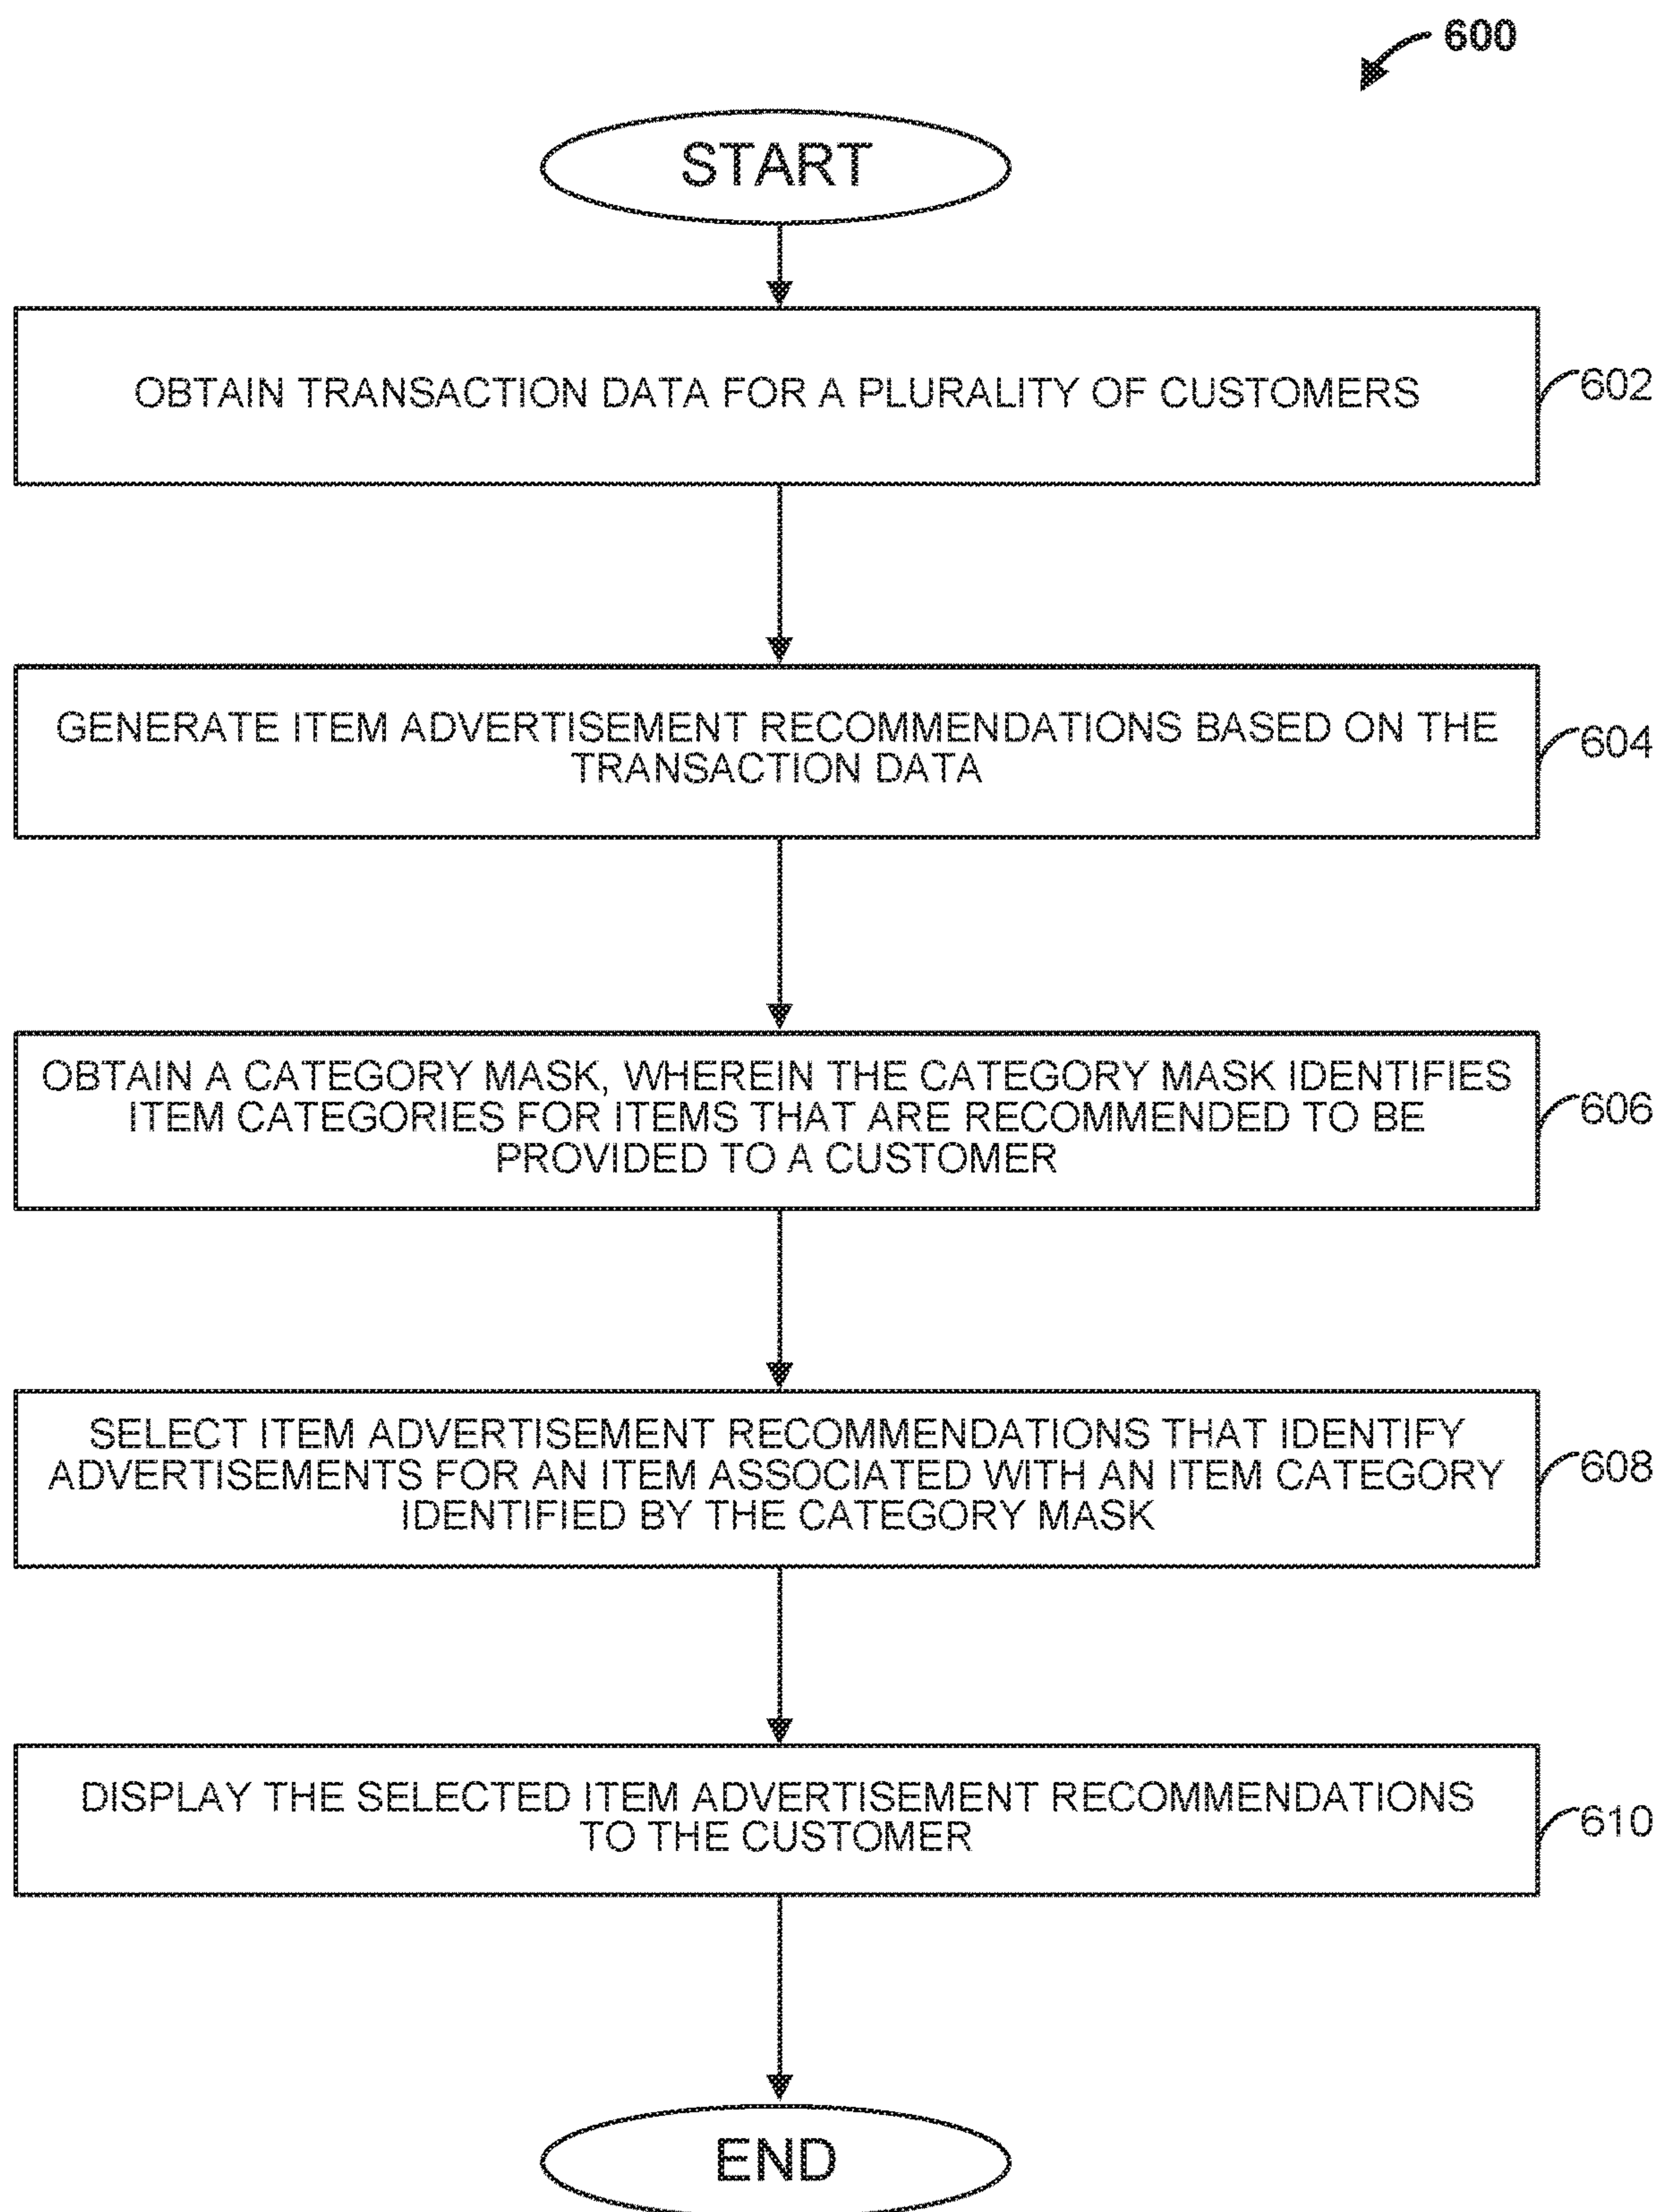 600
START
OBTAIN TRANSACTION DATA FOR A PLURALITY OF CUSTOMERS
602
GENERATE ITEM ADVERTISEMENT RECOMMENDATIONS BASED ON THE
TRANSACTION DATA
604
OBTAIN A CATEGORY MASK, WHEREIN THE CATEGORY MASK IDENTIFIES
ITEM CATEGORIES FOR ITEMS THAT ARE RECOMMENDED TO BE
PROVIDED TO A CUSTOMER
606
SELECT ITEM ADVERTISEMENT RECOMMENDATIONS THAT IDENTIFY
ADVERTISEMENTS FOR AN ITEM ASSOCIATED WITH AN ITEM CATEGORY
IDENTIFIED BY THE CATEGORY MASK
608
DISPLAY THE SELECTED ITEM ADVERTISEMENT RECOMMENDATIONS
TO THE CUSTOMER
610
END